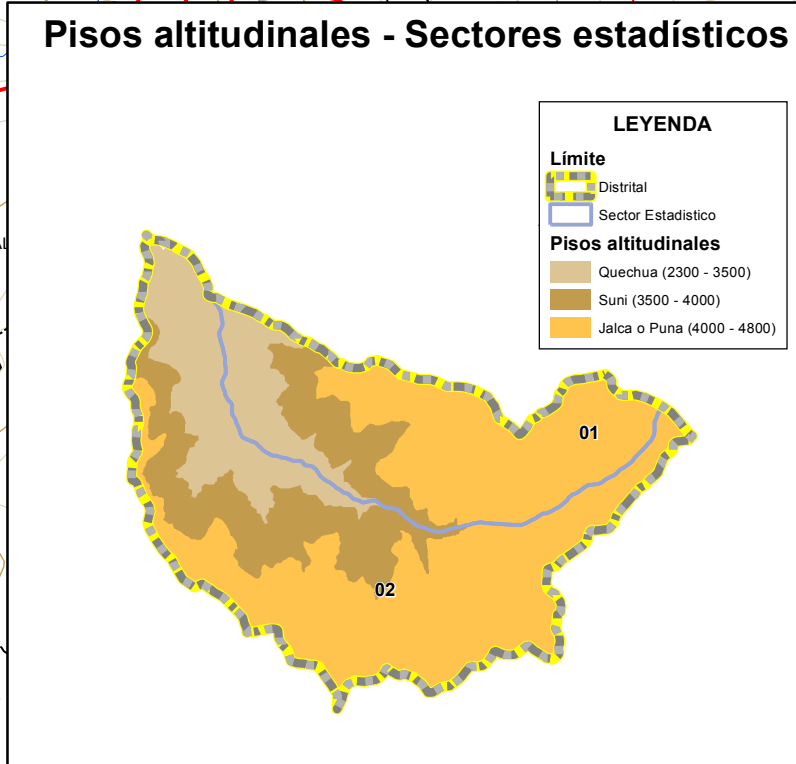 Pisos altitudinales - Sectores estadísticos
LEYENDA
Límite
Distrital
Sector Estadistico
Pisos altitudinales
Quechua (2300 - 3500)
Suni (3500 - 4000)
Jalca o Puna (4000 - 4800)
01
02